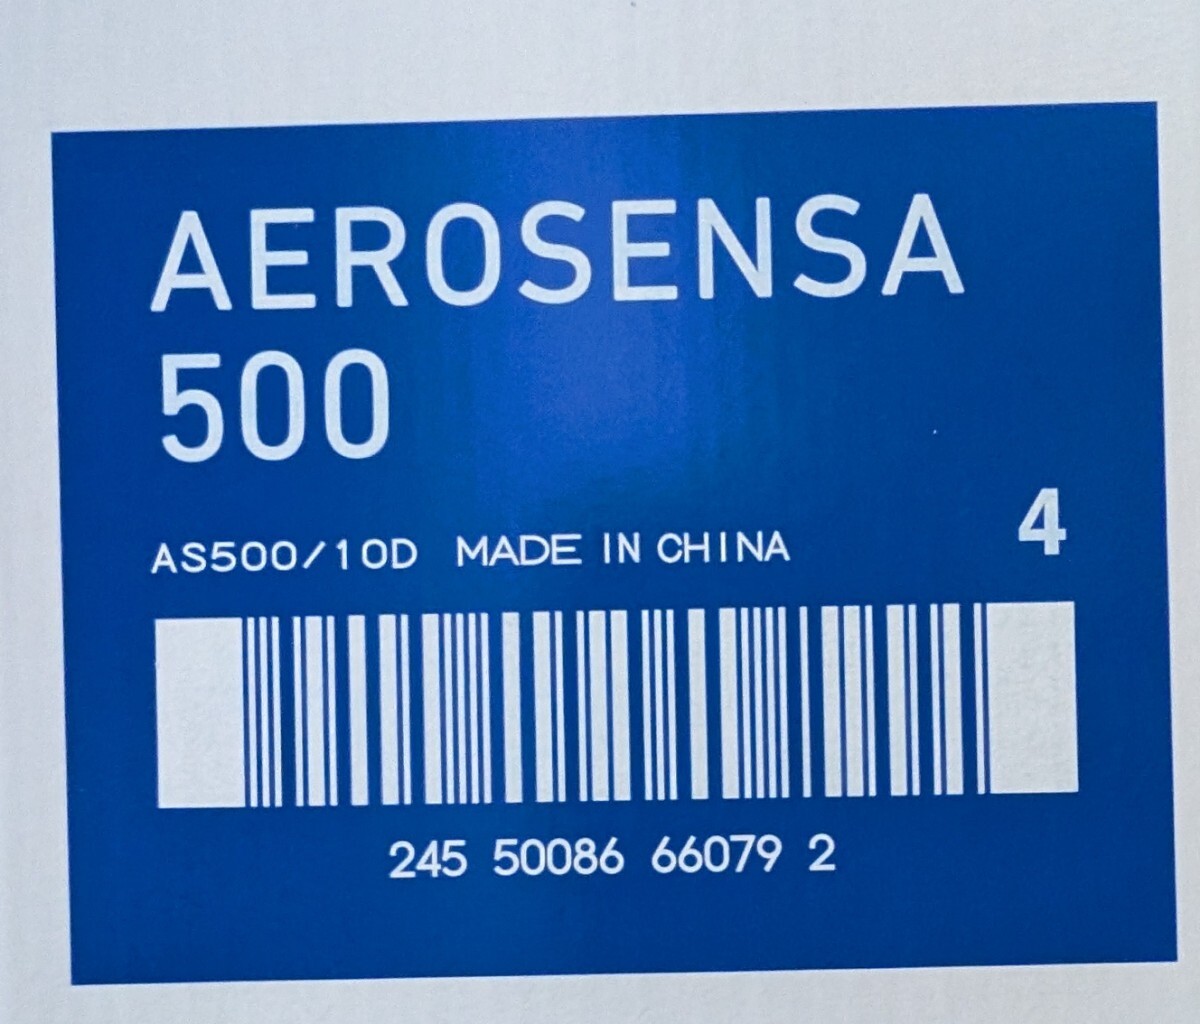 AEROSENSA
500
4
AS500/10D MADE IN CHINA
245 50086 66079 2